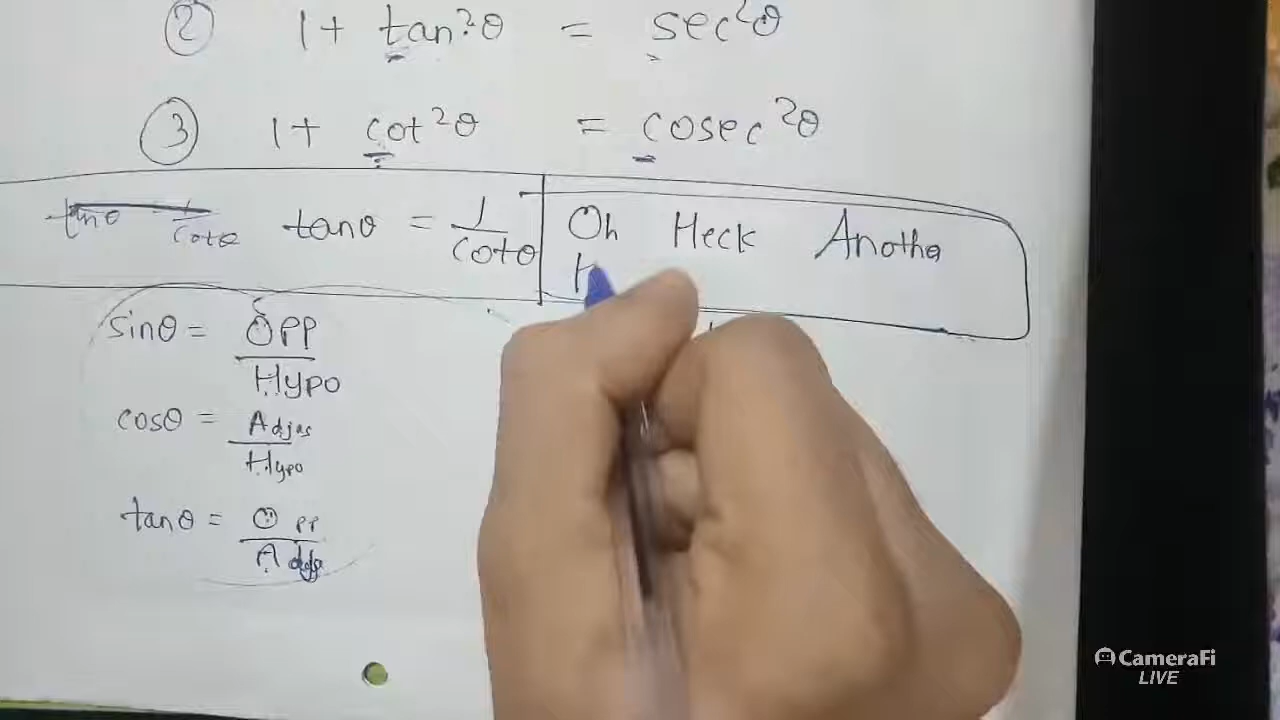 ② 1 + tan²θ = sec²θ
③ 1 + cot²θ = cosec²θ
tanθ 1/cotθ tanθ = 1/cotθ
Oh Heck Anotha
H
sinθ = Opp/Hypo
cosθ = Adjas/Hypo
tanθ = Opp/Adj
CameraFi
LIVE